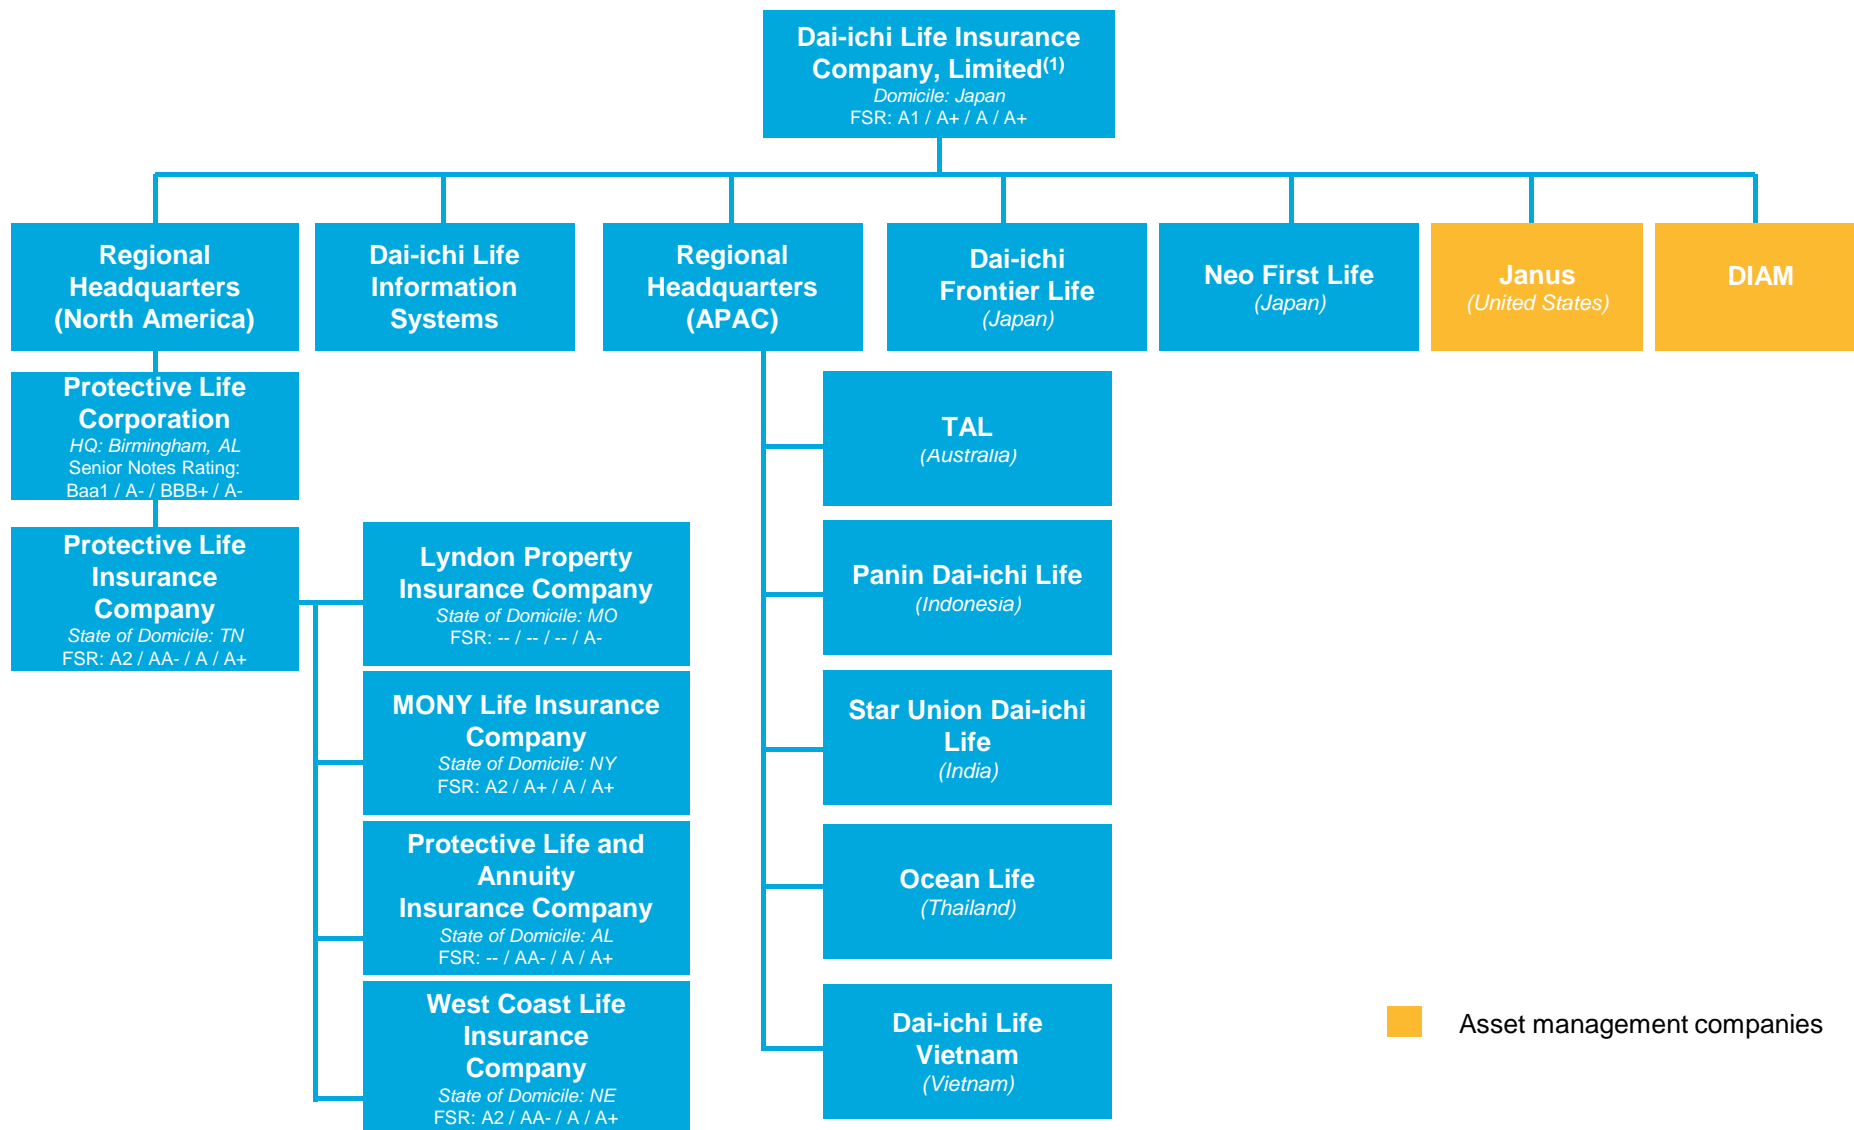 Dai-ichi Life Insurance
Company, Limited(1)
Domicile: Japan
FSR: A1 / A+ / A / A+
Regional
Headquarters
(North America)
Dai-ichi Life
Information
Systems
Regional
Headquarters
(APAC)
Dai-ichi
Frontier Life
(Japan)
Neo First Life
(Japan)
Janus
(United States)
DIAM
Protective Life
Corporation
HQ: Birmingham, AL
Senior Notes Rating:
Baa1 / A- / BBB+ / A-
Protective Life
Insurance
Company
State of Domicile: TN
FSR: A2 / AA- / A / A+
Lyndon Property
Insurance Company
State of Domicile: MO
FSR: -- / -- / -- / A-
MONY Life Insurance
Company
State of Domicile: NY
FSR: A2 / A+ / A / A+
Protective Life and
Annuity
Insurance Company
State of Domicile: AL
FSR: -- / AA- / A / A+
West Coast Life
Insurance
Company
State of Domicile: NE
FSR: A2 / AA- / A / A+
TAL
(Australia)
Panin Dai-ichi Life
(Indonesia)
Star Union Dai-ichi
Life
(India)
Ocean Life
(Thailand)
Dai-ichi Life
Vietnam
(Vietnam)
Asset management companies